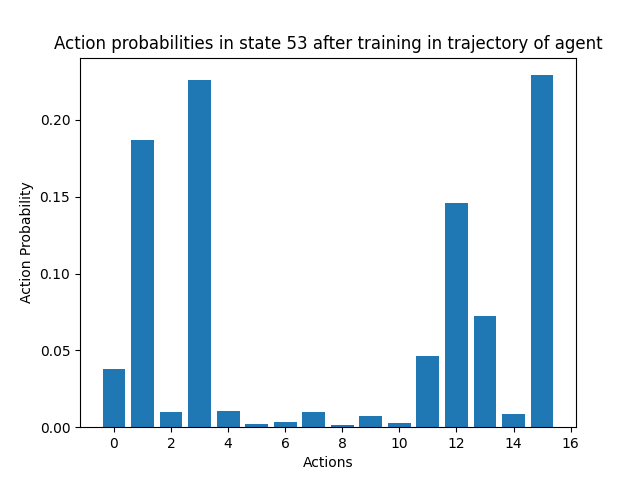 Action probabilities in state 53 after training in trajectory of agent
0.20
0.15
0.10
0.05
0.00
Action Probability
0 2 4 6 8 10 12 14 16
Actions